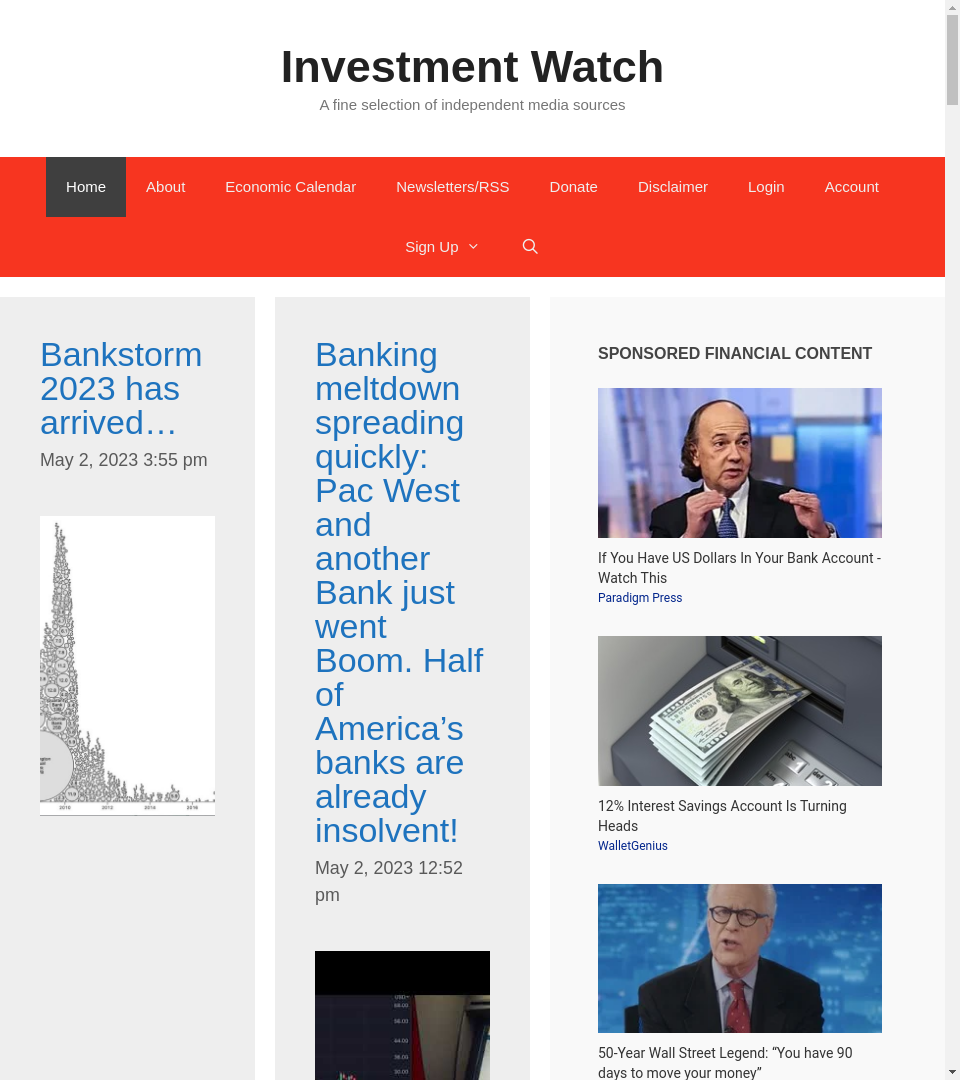 Investment Watch
A fine selection of independent media sources
Home
About
Economic Calendar
Newsletters/RSS
Donate
Disclaimer
Login
Account
Sign Up
Bankstorm
2023 has
arrived…
May 2, 2023 3:55 pm
2010
2012
2014
2016
Banking
meltdown
spreading
quickly:
Pac West
and
another
Bank just
went
Boom. Half
of
America’s
banks are
already
insolvent!
May 2, 2023 12:52
pm
SPONSORED FINANCIAL CONTENT
If You Have US Dollars In Your Bank Account -
Watch This
Paradigm Press
12% Interest Savings Account Is Turning
Heads
WalletGenius
50-Year Wall Street Legend: “You have 90
days to move your money”